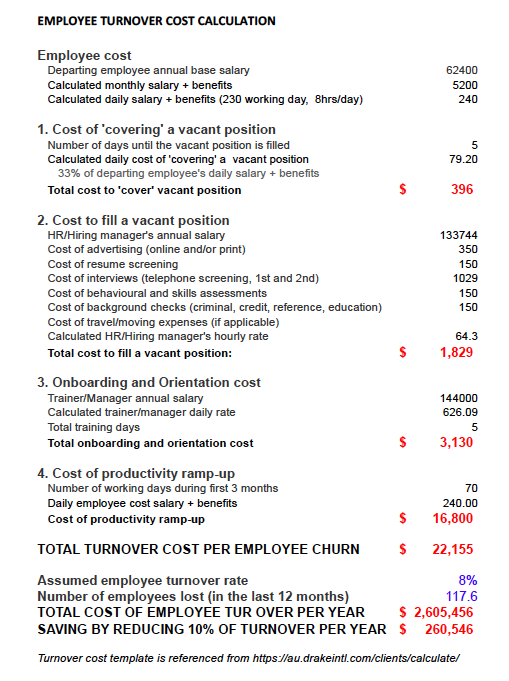 EMPLOYEE TURNOVER COST CALCULATION
Employee cost
Departing employee annual base salary 62400
Calculated monthly salary + benefits 5200
Calculated daily salary + benefits (230 working day, 8hrs/day) 240
1. Cost of 'covering' a vacant position
Number of days until the vacant position is filled 5
Calculated daily cost of 'covering' a vacant position 79.20
33% of departing employee's daily salary + benefits
Total cost to 'cover' vacant position $ 396
2. Cost to fill a vacant position
HR/Hiring manager's annual salary 133744
Cost of advertising (online and/or print) 350
Cost of resume screening 150
Cost of interviews (telephone screening, 1st and 2nd) 1029
Cost of behavioural and skills assessments 150
Cost of background checks (criminal, credit, reference, education) 150
Cost of travel/moving expenses (if applicable)
Calculated HR/Hiring manager's hourly rate 64.3
Total cost to fill a vacant position: $ 1,829
3. Onboarding and Orientation cost
Trainer/Manager annual salary 144000
Calculated trainer/manager daily rate 626.09
Total training days 5
Total onboarding and orientation cost $ 3,130
4. Cost of productivity ramp-up
Number of working days during first 3 months 70
Daily employee cost salary + benefits 240.00
Cost of productivity ramp-up $ 16,800
TOTAL TURNOVER COST PER EMPLOYEE CHURN $ 22,155
Assumed employee turnover rate 8%
Number of employees lost (in the last 12 months) 117.6
TOTAL COST OF EMPLOYEE TUR OVER PER YEAR $ 2,605,456
SAVING BY REDUCING 10% OF TURNOVER PER YEAR $ 260,546
Turnover cost template is referenced from https://au.drakeintl.com/clients/calculate/